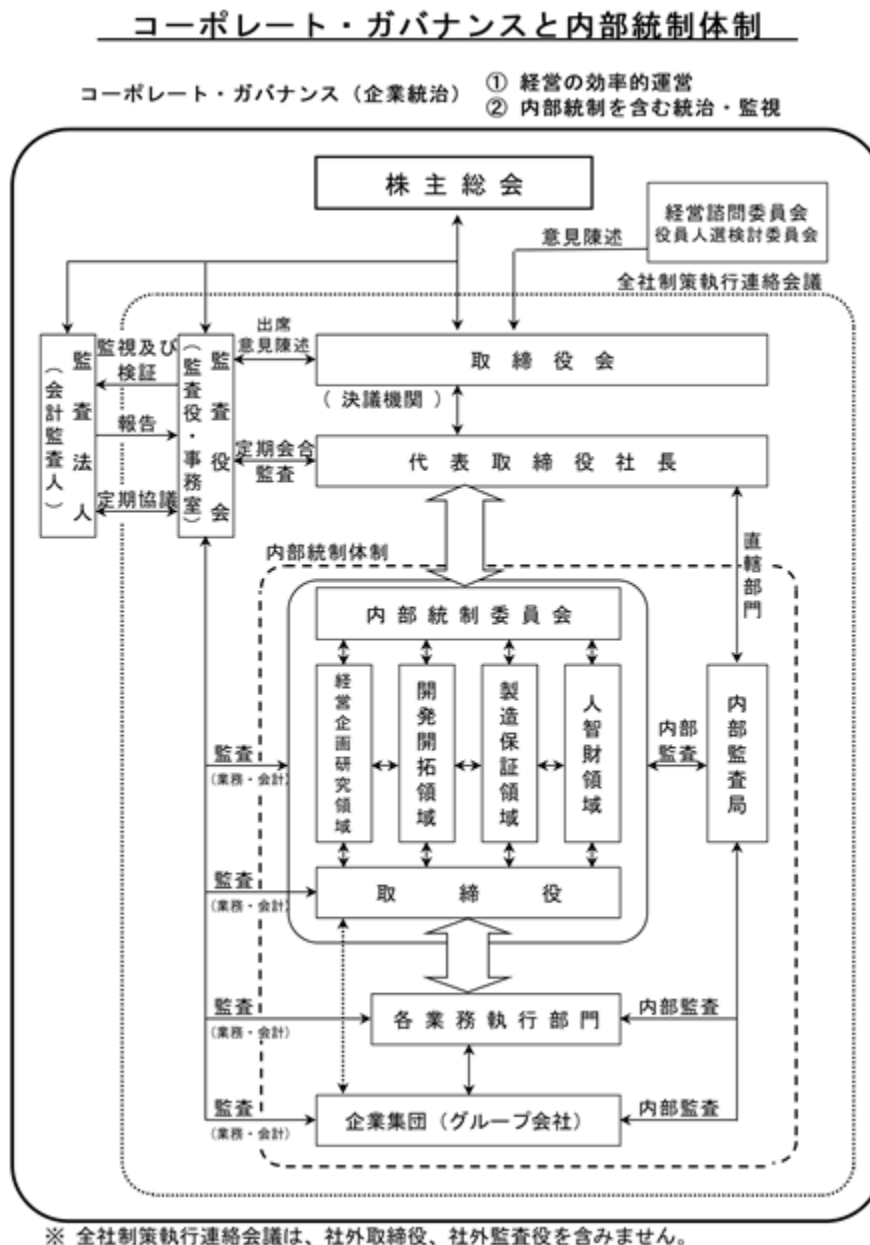 コーポレート・ガバナンスと内部統制体制
コーポレート・ガバナンス（企業統治）
① 経営の効率的運営
② 内部統制を含む統治・監視
株主総会
経営諮問委員会
役員人選検討委員会
意見陳述
全社制策執行連絡会議
監査法人
（会計監査人）
監視及び
検証
報告
定期協議
監査役会
（監査役・事務室）
出席
意見陳述
取締役会
（決議機関）
定期会合
監査
代表取締役社長
直轄部門
内部統制体制
内部統制委員会
経営企画研究領域
開発開拓領域
製造保証領域
人智財領域
内部
監査
内部監査局
監査
（業務・会計）
監査
（業務・会計）
取締役
監査
（業務・会計）
各業務執行部門
内部監査
監査
（業務・会計）
企業集団（グループ会社）
内部監査
※ 全社制策執行連絡会議は、社外取締役、社外監査役を含みません。